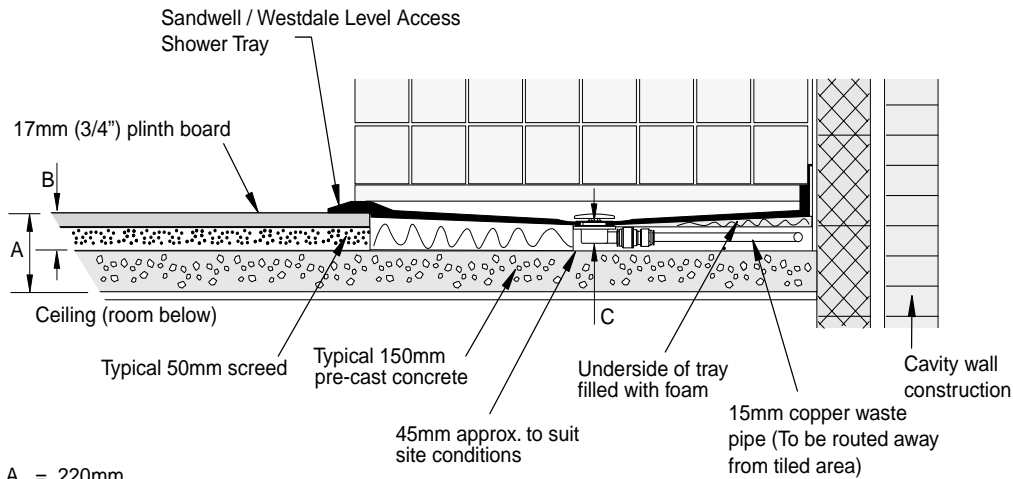 Sandwell / Westdale Level Access
Shower Tray
17mm (3/4") plinth board
B
A
C
Ceiling (room below)
Typical 50mm screed
Typical 150mm
pre-cast concrete
45mm approx. to suit
site conditions
Underside of tray
filled with foam
15mm copper waste
pipe (To be routed away
from tiled area)
Cavity wall
construction
A = 220mm